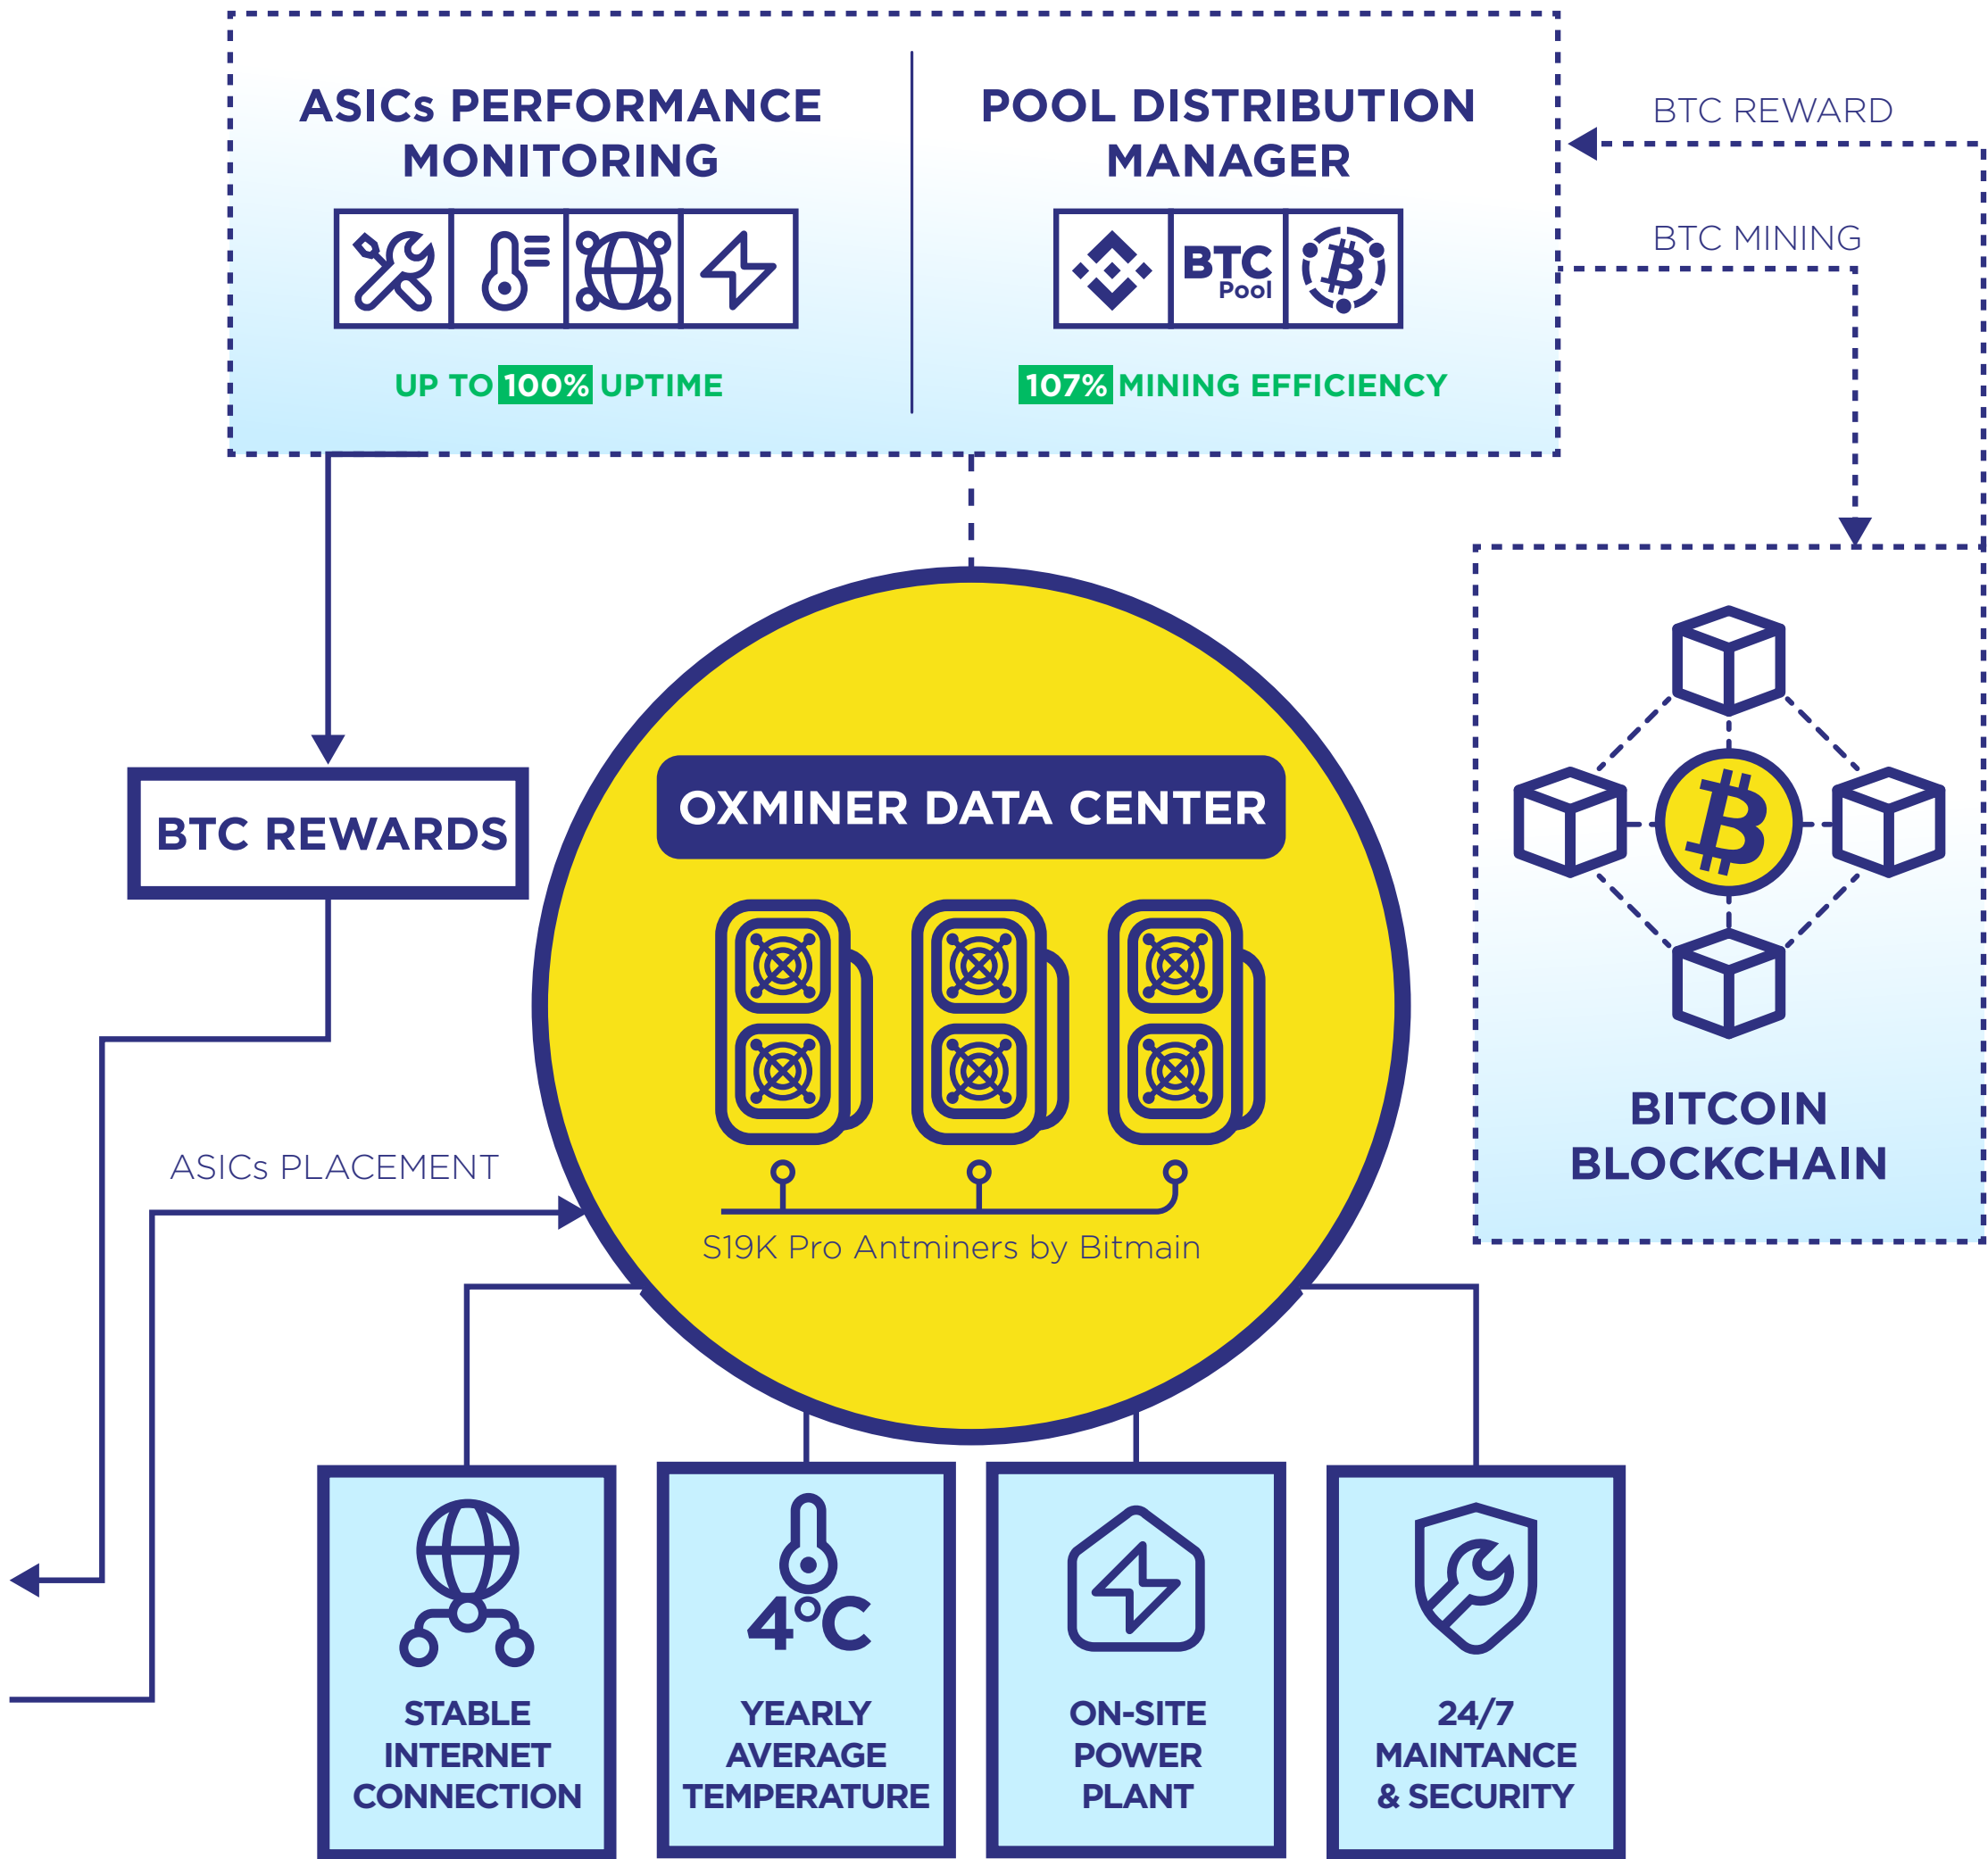 ASICs PERFORMANCE
MONITORING
UP TO 100% UPTIME
POOL DISTRIBUTION
MANAGER
BTC
Pool
107% MINING EFFICIENCY
BTC REWARD
BTC MINING
BTC REWARDS
OXMINER DATA CENTER
S19K Pro Antminers by Bitmain
BITCOIN
BLOCKCHAIN
ASICs PLACEMENT
STABLE
INTERNET
CONNECTION
4°C
YEARLY
AVERAGE
TEMPERATURE
ON-SITE
POWER
PLANT
24/7
MAINTANCE
& SECURITY